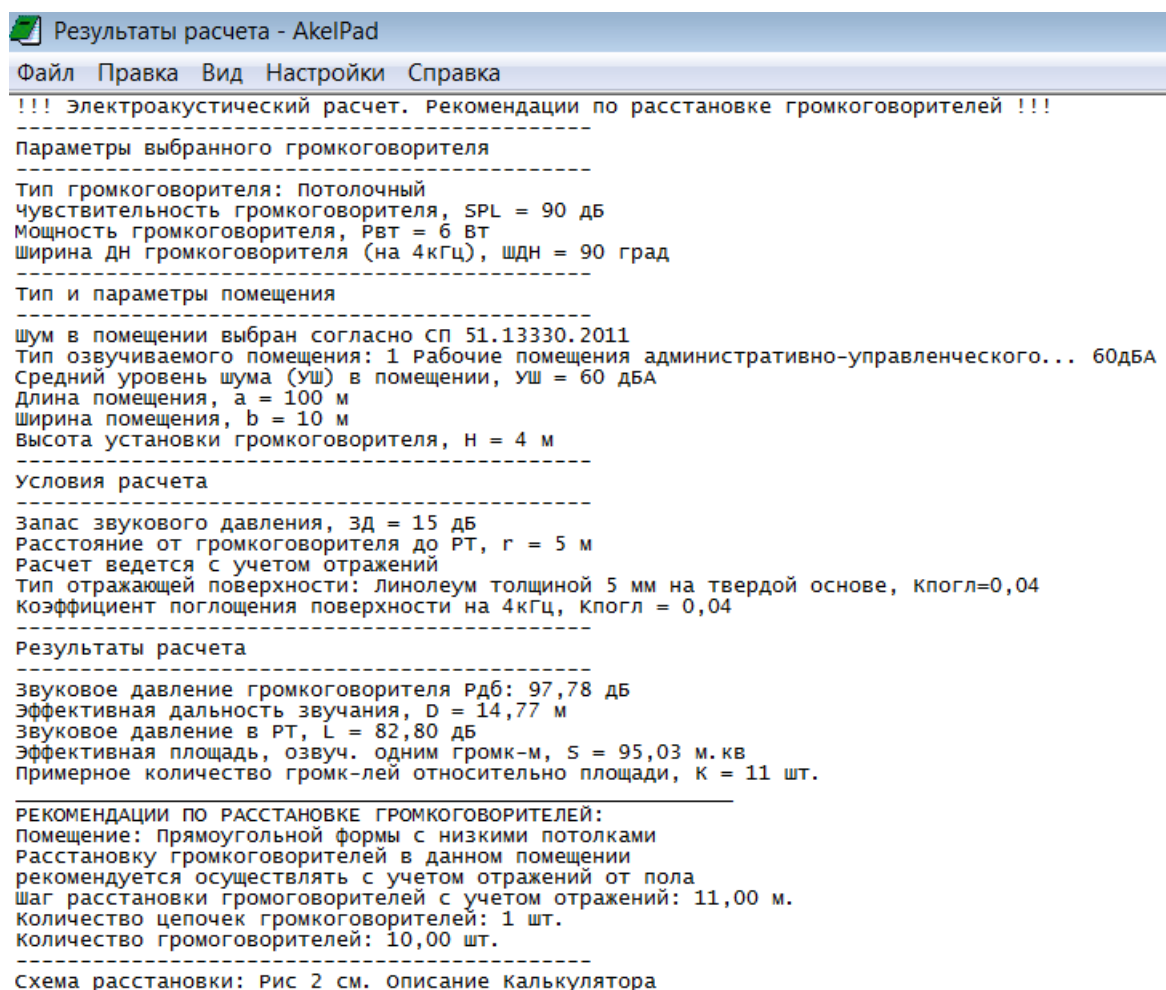 Результаты расчета - AkelPad
Файл Правка Вид Настройки Справка
!!! Электроакустический расчет. Рекомендации по расстановке громкоговорителей !!!
---------------------------------------------
Параметры выбранного громкоговорителя
---------------------------------------------
Тип громкоговорителя: Потолочный
Чувствительность громкоговорителя, SPL = 90 дБ
Мощность громкоговорителя, Рвт = 6 Вт
Ширина ДН громкоговорителя (на 4кГц), ШДН = 90 град
---------------------------------------------
Тип и параметры помещения
---------------------------------------------
Шум в помещении выбран согласно СП 51.13330.2011
Тип озвучиваемого помещения: 1 Рабочие помещения административно-управленческого... 60дБА
Средний уровень шума (УШ) в помещении, УШ = 60 дБА
Длина помещения, a = 100 м
Ширина помещения, b = 10 м
Высота установки громкоговорителя, H = 4 м
---------------------------------------------
Условия расчета
---------------------------------------------
Запас звукового давления, ЗД = 15 дБ
Расстояние от громкоговорителя до РТ, r = 5 м
Расчет ведется с учетом отражений
Тип отражающей поверхности: Линолеум толщиной 5 мм на твердой основе, Кпогл=0,04
Коэффициент поглощения поверхности на 4кГц, Кпогл = 0,04
---------------------------------------------
Результаты расчета
---------------------------------------------
Звуковое давление громкоговорителя Рдб: 97,78 дБ
Эффективная дальность звучания, D = 14,77 м
Звуковое давление в РТ, L = 82,80 дБ
Эффективная площадь, озвуч. одним громк-м, S = 95,03 м.кв
Примерное количество громк-лей относительно площади, К = 11 шт.
________________________________________________________
РЕКОМЕНДАЦИИ ПО РАССТАНОВКЕ ГРОМКОГОВОРИТЕЛЕЙ:
Помещение: Прямоугольной формы с низкими потолками
Расстановку громкоговорителей в данном помещении
рекомендуется осуществлять с учетом отражений от пола
Шаг расстановки громоговорителей с учетом отражений: 11,00 м.
Количество цепочек громкоговорителей: 1 шт.
Количество громоговорителей: 10,00 шт.
---------------------------------------------
Схема расстановки: Рис 2 см. Описание Калькулятора